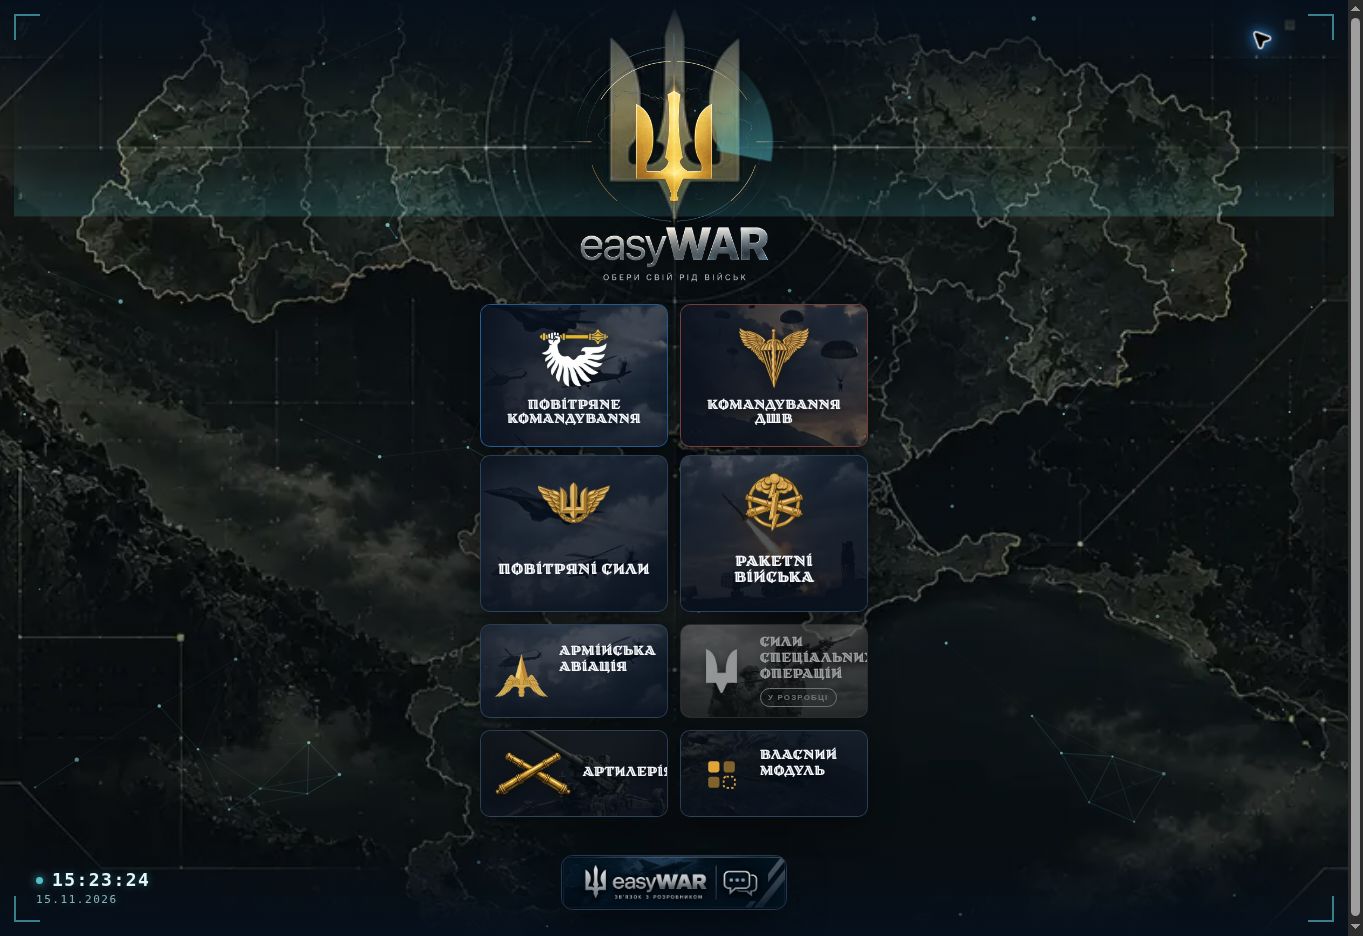 easyWAR
ОБЕРИ СВІЙ РІД ВІЙСЬК
ПОВІТРЯНЕ
КОМАНДУВАННЯ
КОМАНДУВАННЯ
ДШВ
ПОВІТРЯНІ СИЛИ
РАКЕТНІ
ВІЙСЬКА
АРМІЙСЬКА
АВІАЦІЯ
СИЛИ
СПЕЦІАЛЬНИ
ОПЕРАЦІЙ
У РОЗРОБЦІ
АРТИЛЕРІЯ
ВЛАСНИЙ
МОДУЛЬ
15:23:24
15.11.2026
easyWAR
ЗВ'ЯЗОК З РОЗРОБНИКОМ